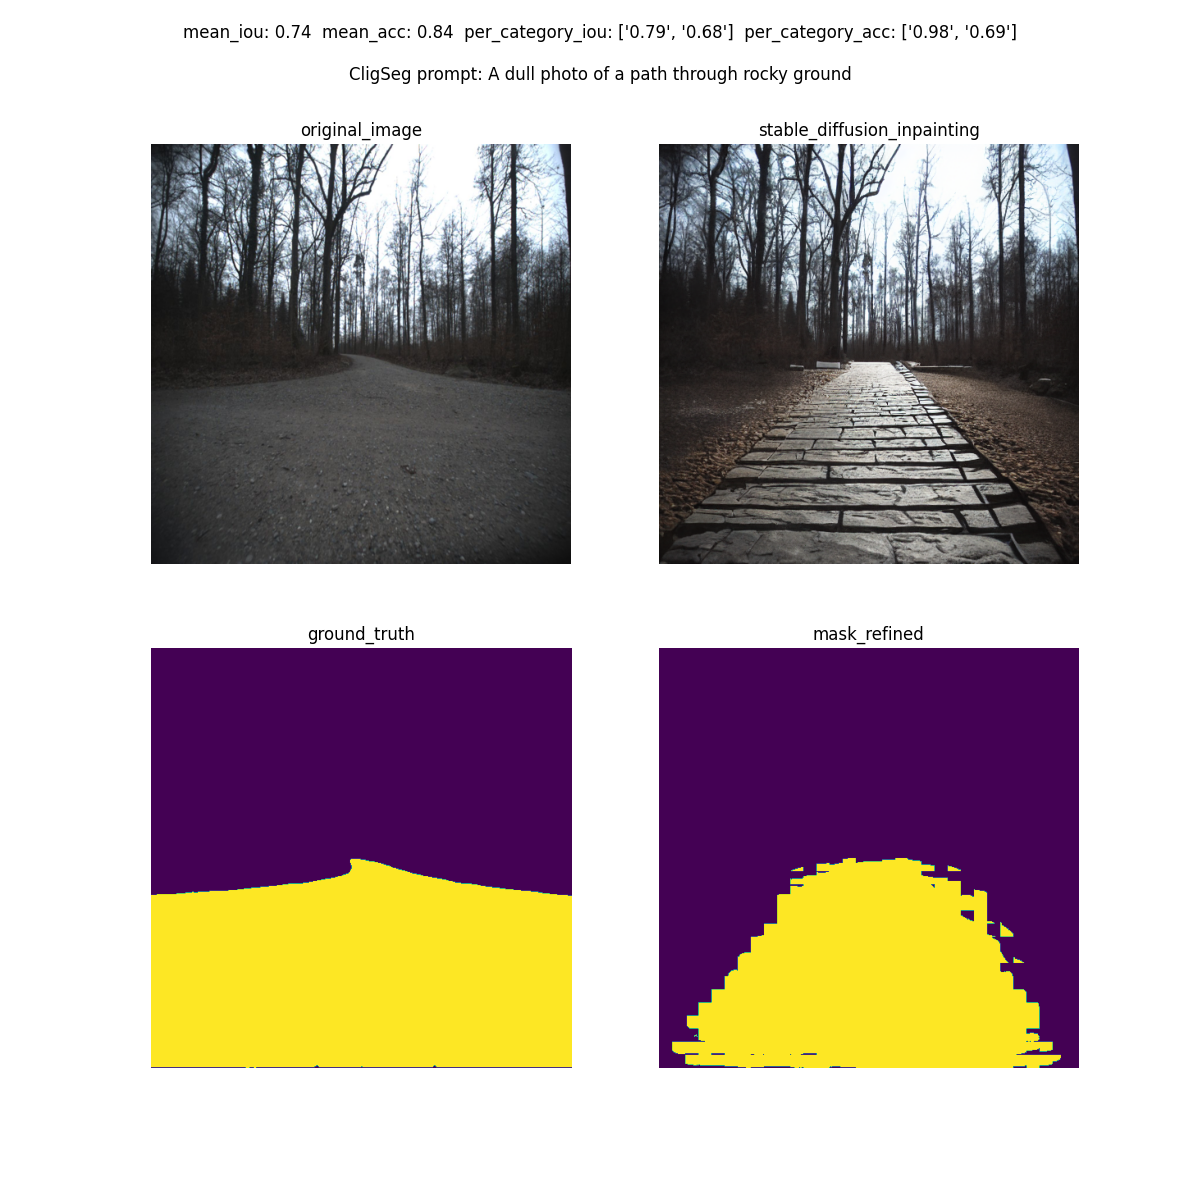 mean_iou: 0.74  mean_acc: 0.84  per_category_iou: ['0.79', '0.68']  per_category_acc: ['0.98', '0.69']
CligSeg prompt: A dull photo of a path through rocky ground
original_image
stable_diffusion_inpainting
ground_truth
mask_refined